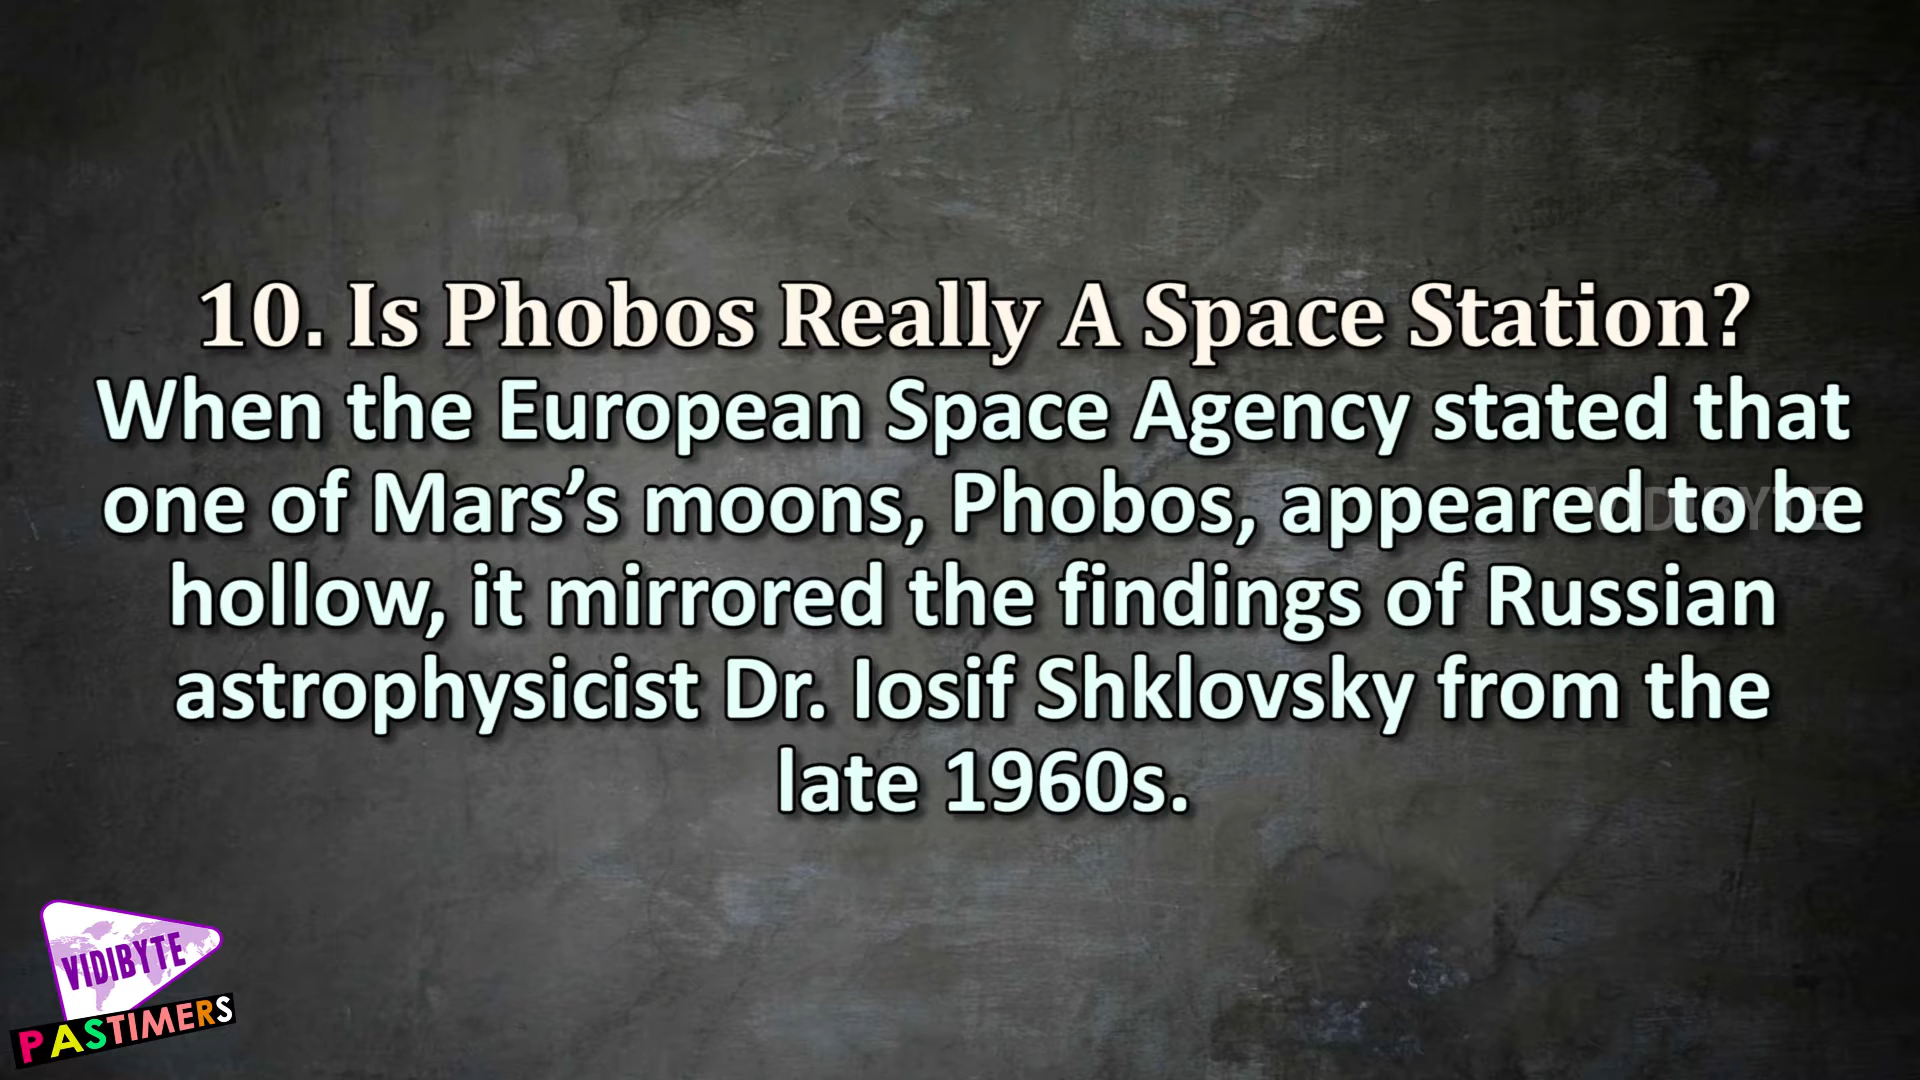 10. Is Phobos Really A Space Station?
When the European Space Agency stated that
one of Mars’s moons, Phobos, appeared to be
hollow, it mirrored the findings of Russian
astrophysicist Dr. Iosif Shklovsky from the
late 1960s.
VIDIBYTE
VIDIBYTE
PASTIMERS